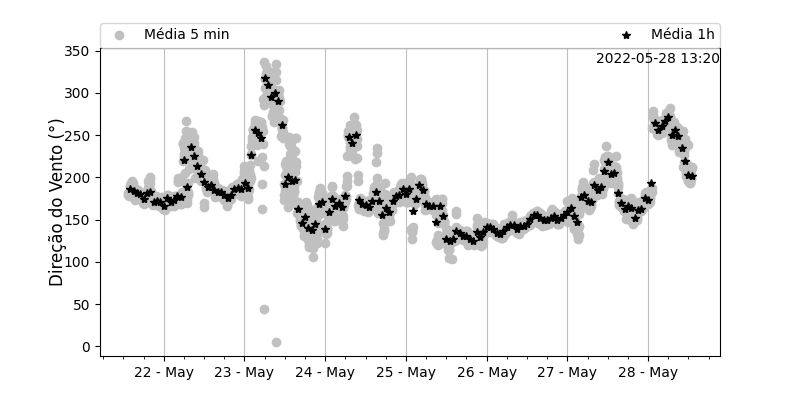 Média 5 min
Média 1h
2022-05-28 13:20
Direção do Vento (°)
350
300
250
200
150
100
50
0
22 - May
23 - May
24 - May
25 - May
26 - May
27 - May
28 - May